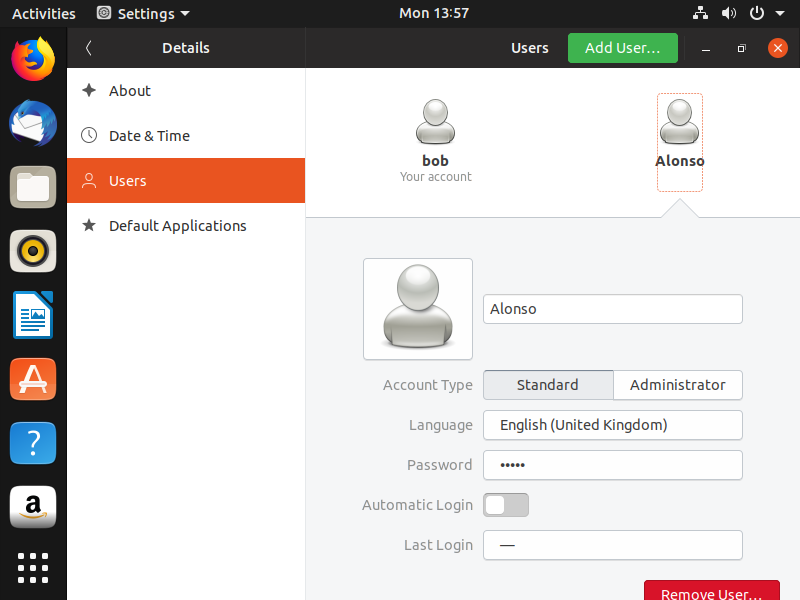 Activities Settings Mon 13:57
Details Users Add User...
About
Date & Time
Users
Default Applications
bob
Your account
Alonso
Alonso
Account Type Standard Administrator
Language English (United Kingdom)
Password •••••
Automatic Login
Last Login —
Remove User...
?
a